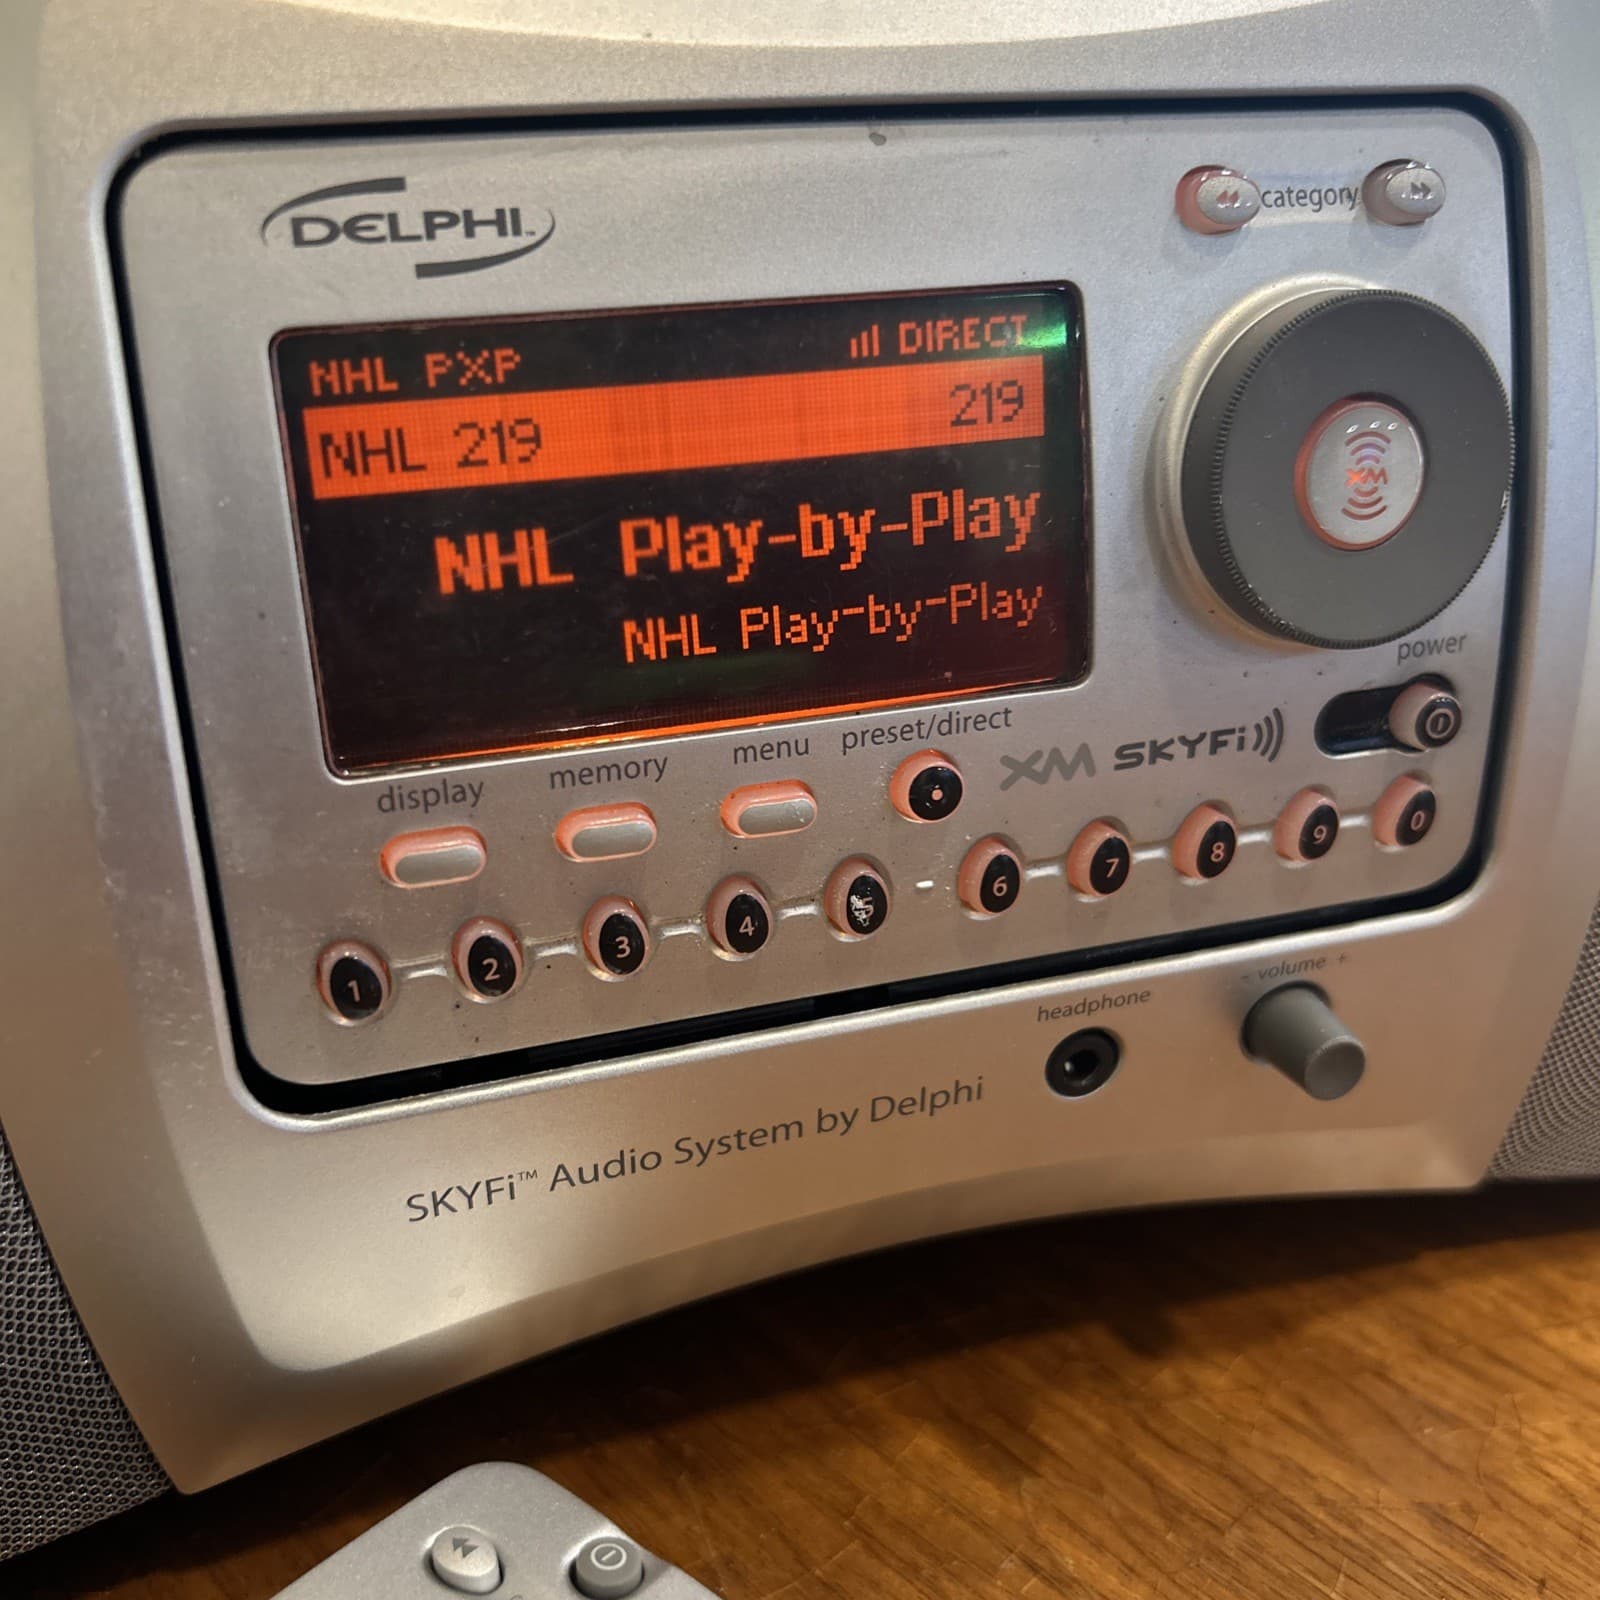 DELPHI™
category
NHL PXP DIRECT
NHL 219 219
NHL Play-by-Play
NHL Play-by-Play
XM
power
display memory menu preset/direct
XM SKYFi
1 2 3 4 5 - 6 7 8 9 0
headphone
- volume +
SKYFi™ Audio System by Delphi